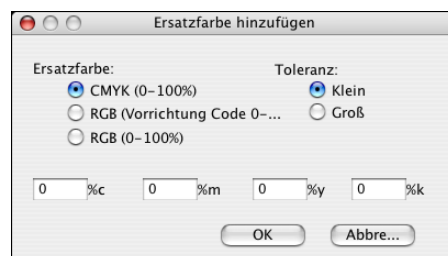 Ersatzfarbe hinzufügen
Ersatzfarbe: Toleranz:
CMYK (0-100%) Klein
RGB (Vorrichtung Code 0-... Groß
RGB (0-100%)
0 %c 0 %m 0 %y 0 %k
OK Abbre...